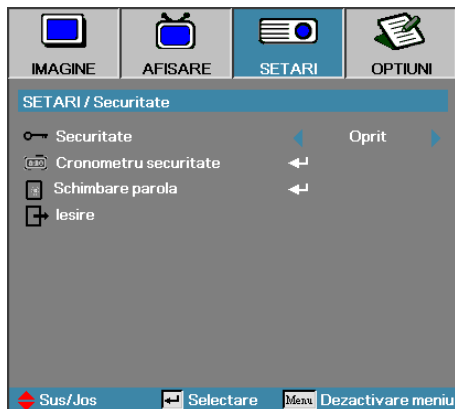 IMAGINE AFISARE SETARI OPTIUNI
SETARI / Securitate
Securitate Oprit
Cronometru securitate
Schimbare parola
Iesire
Sus/Jos Selectare Menu Dezactivare meniu